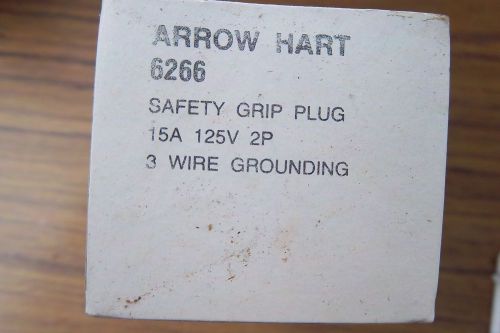 ARROW HART
6266
SAFETY GRIP PLUG
15A 125V 2P
3 WIRE GROUNDING